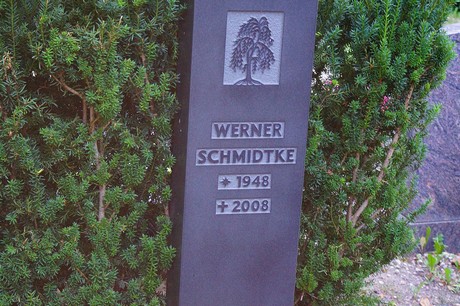 WERNER
SCHMIDTKE
* 1948
+ 2008